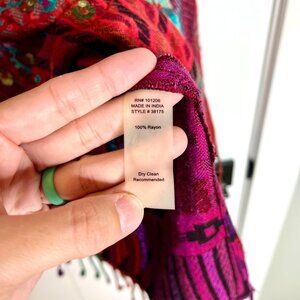 RN# 101206
MADE IN INDIA
STYLE # 38175
100% Rayon
Dry Clean
Recommended